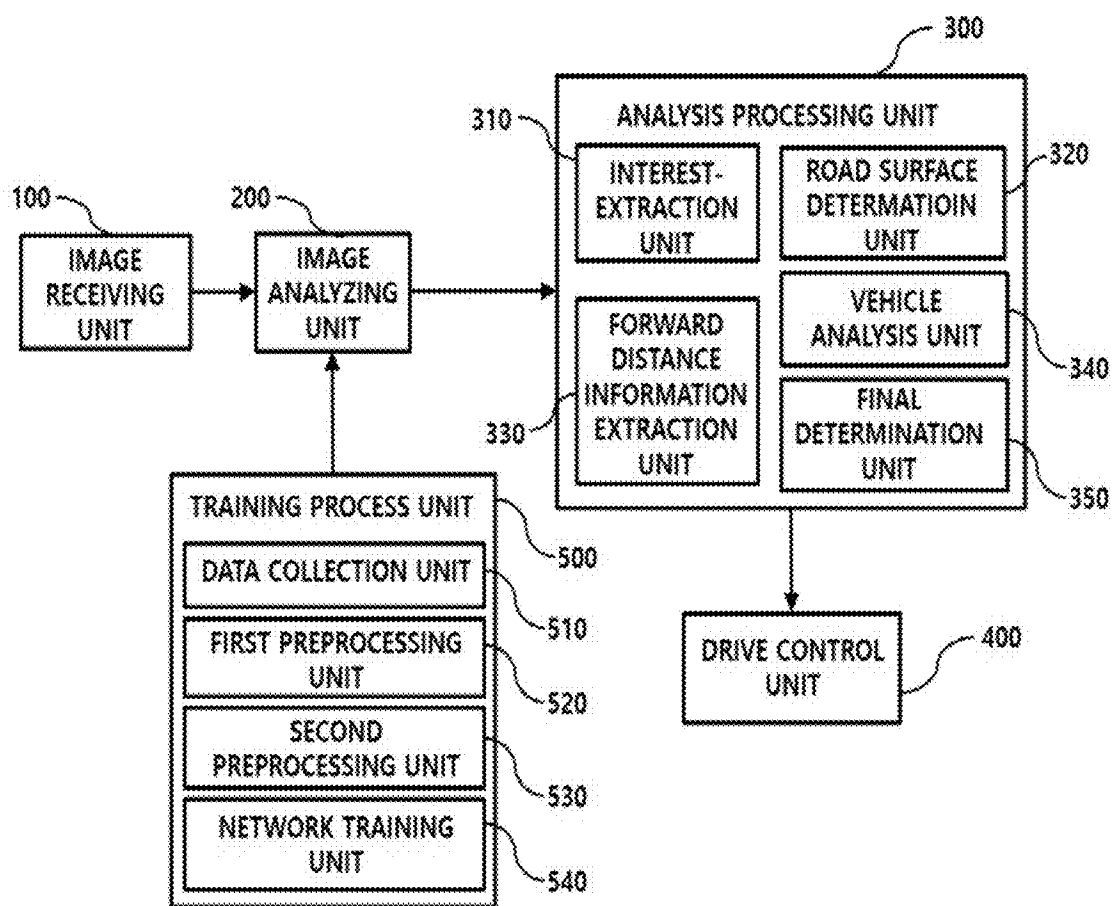 300
ANALYSIS PROCESSING UNIT
310
INTEREST-
EXTRACTION
UNIT
320
ROAD SURFACE
DETERMATIOIN
UNIT
100
IMAGE
RECEIVING
UNIT
200
IMAGE
ANALYZING
UNIT
330
FORWARD
DISTANCE
INFORMATION
EXTRACTION
UNIT
VEHICLE
ANALYSIS UNIT
340
FINAL
DETERMINATION
UNIT
350
TRAINING PROCESS UNIT
500
DATA COLLECTION UNIT
510
FIRST PREPROCESSING
UNIT
520
SECOND
PREPROCESSING UNIT
530
NETWORK TRAINING
UNIT
540
DRIVE CONTROL
UNIT
400